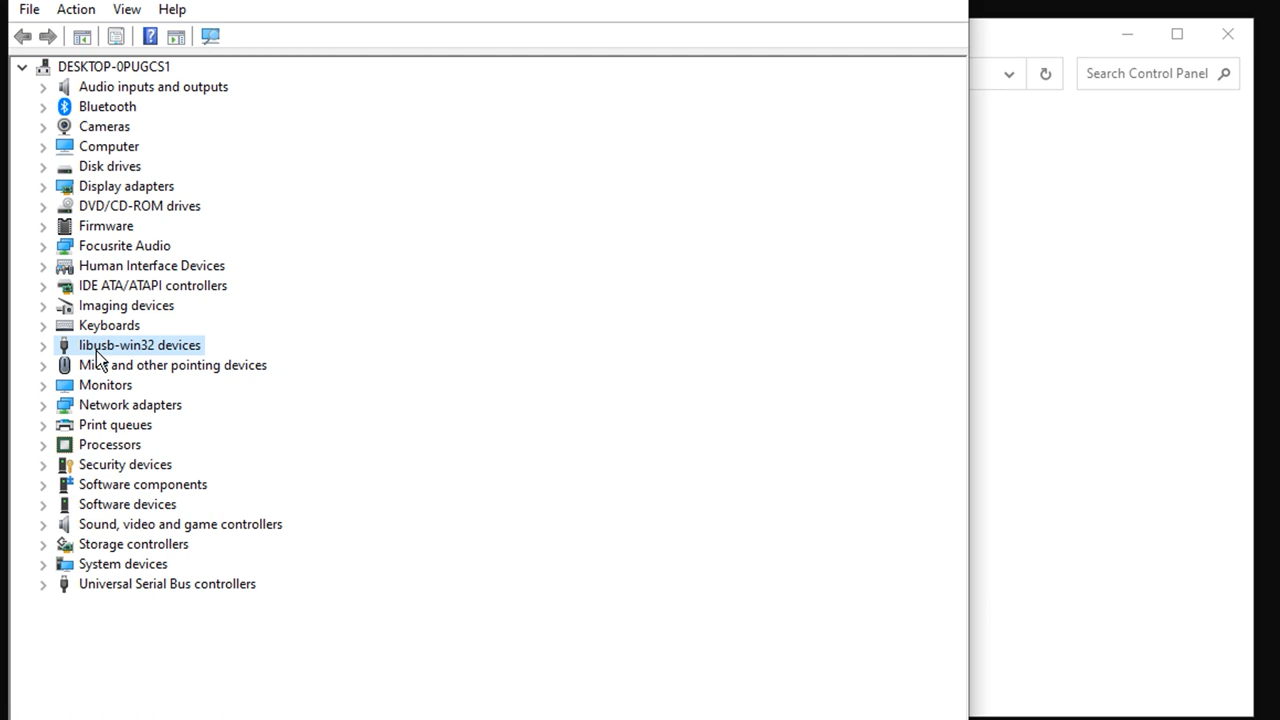 File Action View Help
DESKTOP-0PUGCS1
Search Control Panel
Audio inputs and outputs
Bluetooth
Cameras
Computer
Disk drives
Display adapters
DVD/CD-ROM drives
Firmware
Focusrite Audio
Human Interface Devices
IDE ATA/ATAPI controllers
Imaging devices
Keyboards
libusb-win32 devices
and other pointing devices
Monitors
Network adapters
Print queues
Processors
Security devices
Software components
Software devices
Sound, video and game controllers
Storage controllers
System devices
Universal Serial Bus controllers